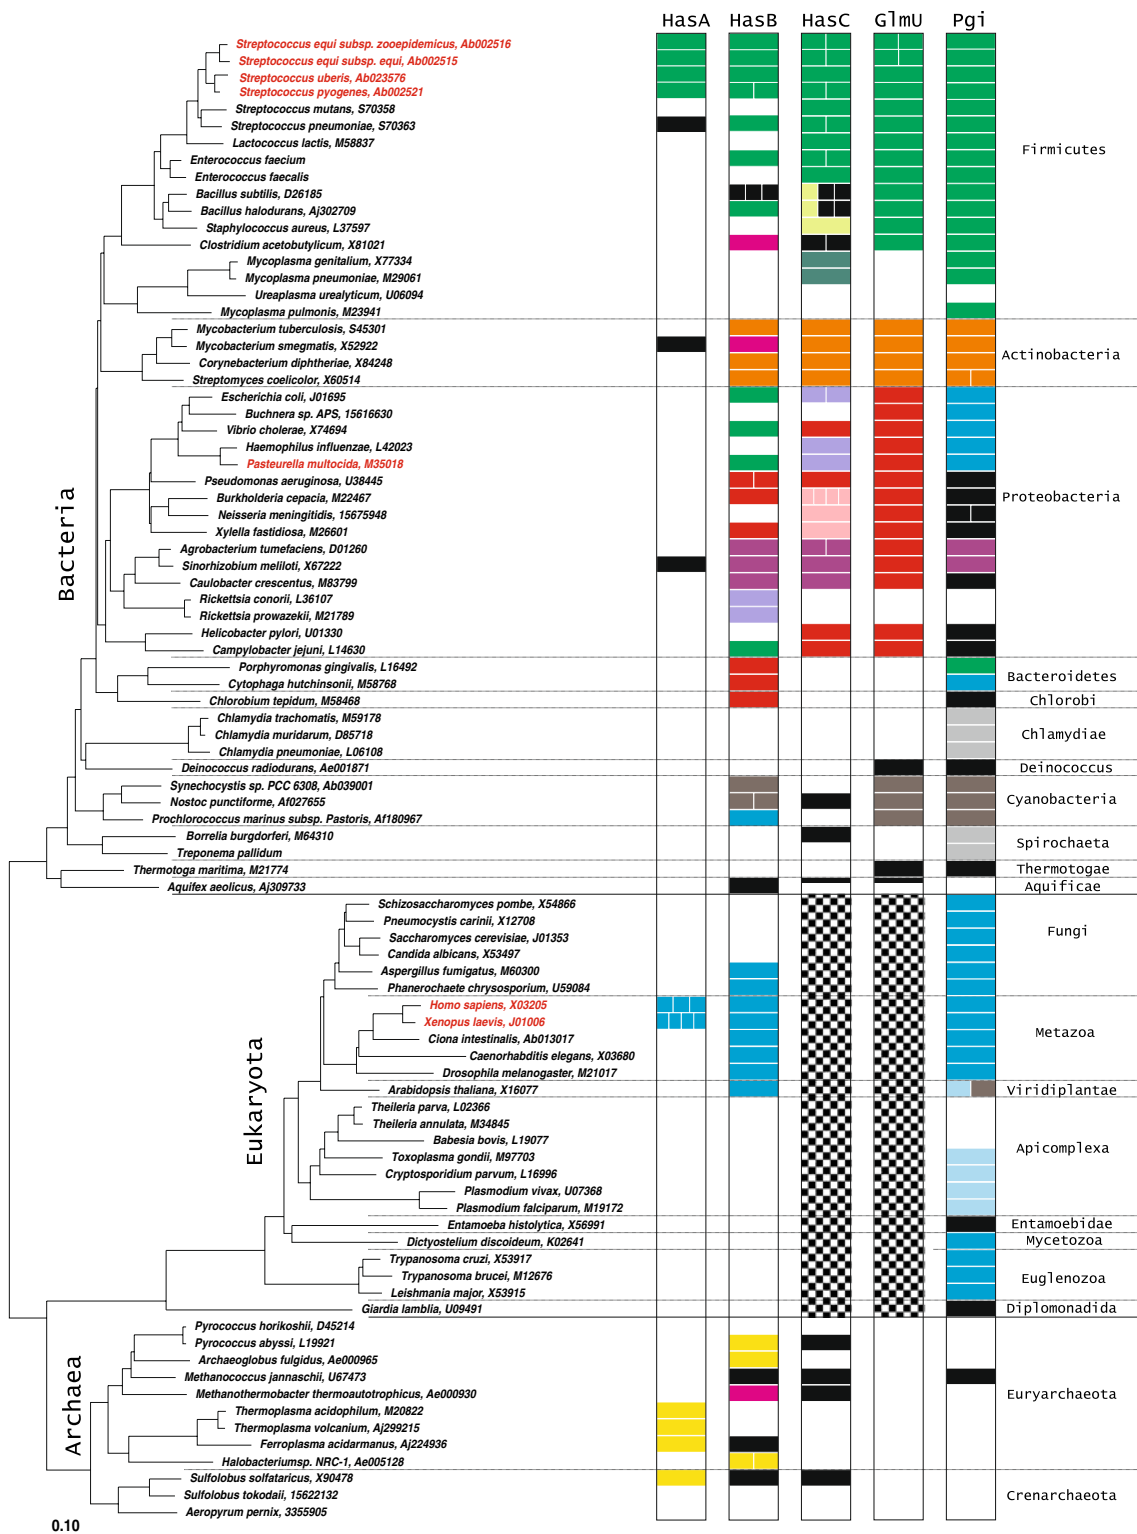 HasA HasB HasC GlmU Pgi
Streptococcus equi subsp. zooepidemicus, Ab002516
Streptococcus equi subsp. equi, Ab002515
Streptococcus uberis, Ab023576
Streptococcus pyogenes, Ab002521
Streptococcus mutans, S70358
Streptococcus pneumoniae, S70363
Lactococcus lactis, M58837
Firmicutes
Enterococcus faecium
Enterococcus faecalis
Bacillus subtilis, D26185
Bacillus halodurans, Aj302709
Staphylococcus aureus, L37597
Clostridium acetobutylicum, X81021
Mycoplasma genitalium, X77334
Mycoplasma pneumoniae, M29061
Ureaplasma urealyticum, U06094
Mycoplasma pulmonis, M23941
Mycobacterium tuberculosis, S45301
Mycobacterium smegmatis, X52922
Actinobacteria
Corynebacterium diphtheriae, X84248
Streptomyces coelicolor, X60514
Escherichia coli, J01695
Buchnera sp. APS, 15616630
Vibrio cholerae, X74694
Haemophilus influenzae, L42023
Pasteurella multocida, M35018
Pseudomonas aeruginosa, U38445
Burkholderia cepacia, M22467
Proteobacteria
Neisseria meningitidis, 15675948
Xylella fastidiosa, M26601
Bacteria
Agrobacterium tumefaciens, D01260
Sinorhizobium meliloti, X67222
Caulobacter crescentus, M83799
Rickettsia conorii, L36107
Rickettsia prowazekii, M21789
Helicobacter pylori, U01330
Campylobacter jejuni, L14630
Porphyromonas gingivalis, L16492
Bacteroidetes
Cytophaga hutchinsonii, M58768
Chlorobium tepidum, M58468
Chlorobi
Chlamydia trachomatis, M59178
Chlamydia muridarum, D85718
Chlamydiae
Chlamydia pneumoniae, L06108
Deinococcus radiodurans, Ae001871
Deinococcus
Synechocystis sp. PCC 6308, Ab039001
Nostoc punctiforme, Af027655
Cyanobacteria
Prochlorococcus marinus subsp. Pastoris, Af180967
Borrelia burgdorferi, M64310
Spirochaeta
Treponema pallidum
Thermotoga maritima, M21774
Thermotogae
Aquifex aeolicus, Aj309733
Aquificae
Schizosaccharomyces pombe, X54866
Pneumocystis carinii, X12708
Fungi
Saccharomyces cerevisiae, J01353
Candida albicans, X53497
Aspergillus fumigatus, M60300
Phanerochaete chrysosporium, U59084
Homo sapiens, X03205
Xenopus laevis, J01006
Metazoa
Ciona intestinalis, Ab013017
Caenorhabditis elegans, X03680
Drosophila melanogaster, M21017
Arabidopsis thaliana, X16077
Viridiplantae
Eukaryota
Theileria parva, L02366
Theileria annulata, M34845
Babesia bovis, L19077
Apicomplexa
Toxoplasma gondii, M97703
Cryptosporidium parvum, L16996
Plasmodium vivax, U07368
Plasmodium falciparum, M19172
Entamoeba histolytica, X56991
Entamoebidae
Dictyostelium discoideum, K02641
Mycetozoa
Trypanosoma cruzi, X53917
Trypanosoma brucei, M12676
Euglenozoa
Leishmania major, X53915
Giardia lamblia, U09491
Diplomonadida
Pyrococcus horikoshii, D45214
Pyrococcus abyssi, L19921
Archaeoglobus fulgidus, Ae000965
Methanococcus jannaschii, U67473
Methanothermobacter thermoautotrophicus, Ae000930
Euryarchaeota
Archaea
Thermoplasma acidophilum, M20822
Thermoplasma volcanium, Aj299215
Ferroplasma acidarmanus, Aj224936
Halobacteriumsp. NRC-1, Ae005128
Sulfolobus solfataricus, X90478
Sulfolobus tokodaii, 15622132
Crenarchaeota
Aeropyrum pernix, 3355905
0.10